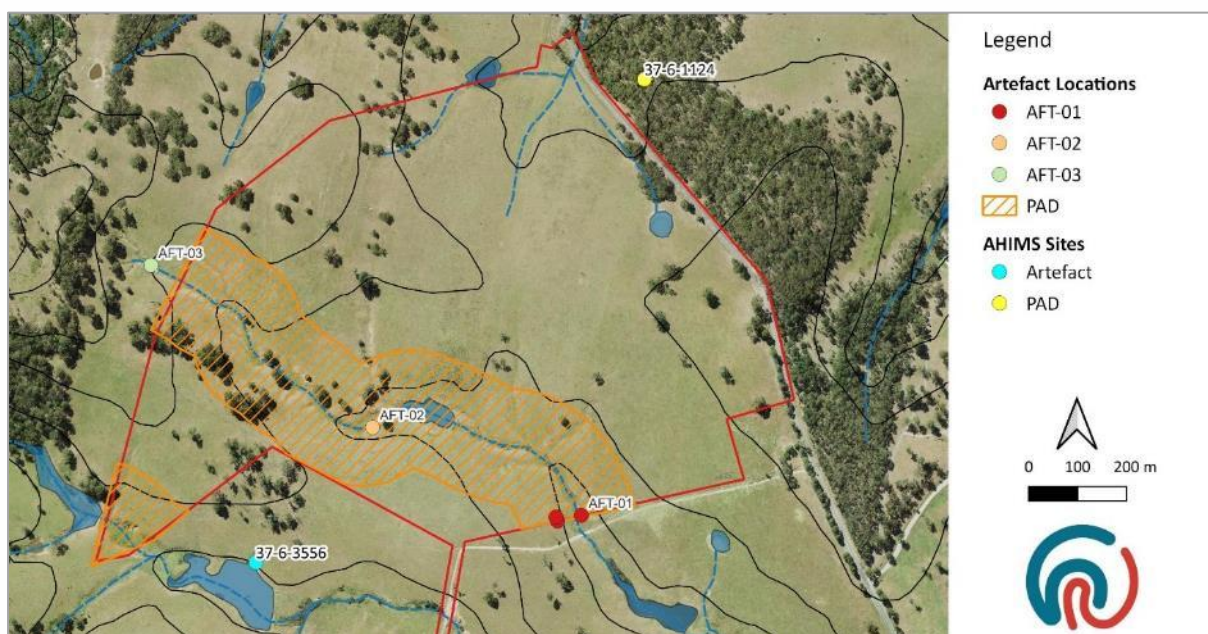 37-6-1124
AFT-03
AFT-02
AFT-01
37-6-3556
Legend
Artefact Locations
AFT-01
AFT-02
AFT-03
PAD
AHIMS Sites
Artefact
PAD
0 100 200 m